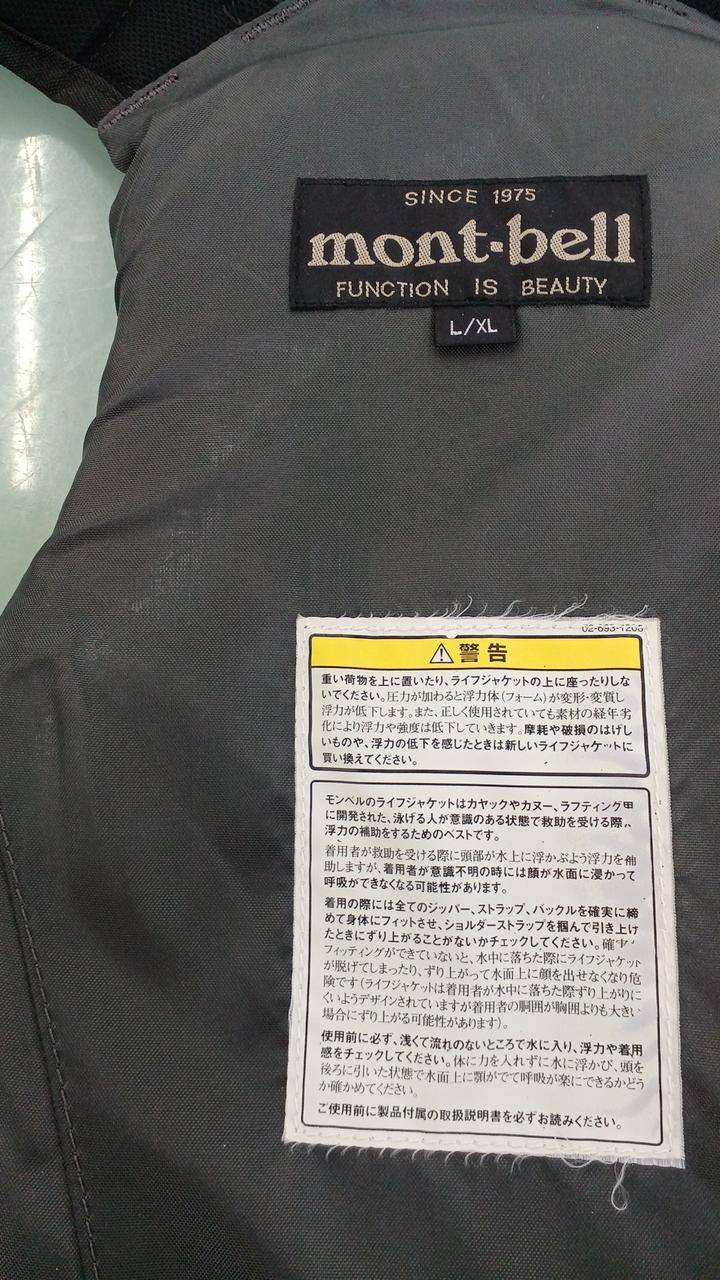 SINCE 1975
mont-bell
FUNCTION IS BEAUTY
L/XL
02-693-1206
警告
重い荷物を上に置いたり、ライフジャケットの上に座ったりしな
いでください。圧力が加わると浮力体(フォーム)が変形・変質し
浮力が低下します。また、正しく使用されていても素材の経年劣
化により浮力や強度は低下していきます。摩耗や破損のはげし
いものや、浮力の低下を感じたときは新しいライフジャケットに
買い換えてください。
モンベルのライフジャケットはカヤックやカヌー、ラフティング用
に開発された、泳げる人が意識のある状態で救助を受ける際、
浮力の補助をするためのベストです。
着用者が救助を受ける際に頭部が水上に浮かぶよう浮力を補
助しますが、着用者が意識不明の時には顔が水面に浸かって
呼吸ができなくなる可能性があります。
着用の際には全てのジッパー、ストラップ、バックルを確実に締
めて身体にフィットさせ、ショルダーストラップを掴んで引き上げ
たときにずり上がることがないかチェックしてください。確実
フィッティングができていないと、水中に落ちた際にライフジャケット
が脱げてしまったり、ずり上がって水面上に顔を出せなくなり危
険です(ライフジャケットは着用者が水中に落ちた際ずり上がりに
くいようデザインされていますが着用者の胴囲が胸囲よりも大きい
場合にずり上がる可能性があります)。
使用前に必ず、浅くて流れのないところで水に入り、浮力や着用
感をチェックしてください。体に力を入れずに水に浮かび、頭を
後ろに引いた状態で水面上に顎がでて呼吸が楽にできるかどう
か確かめてください。
ご使用前に製品付属の取扱説明書を必ずお読みください。